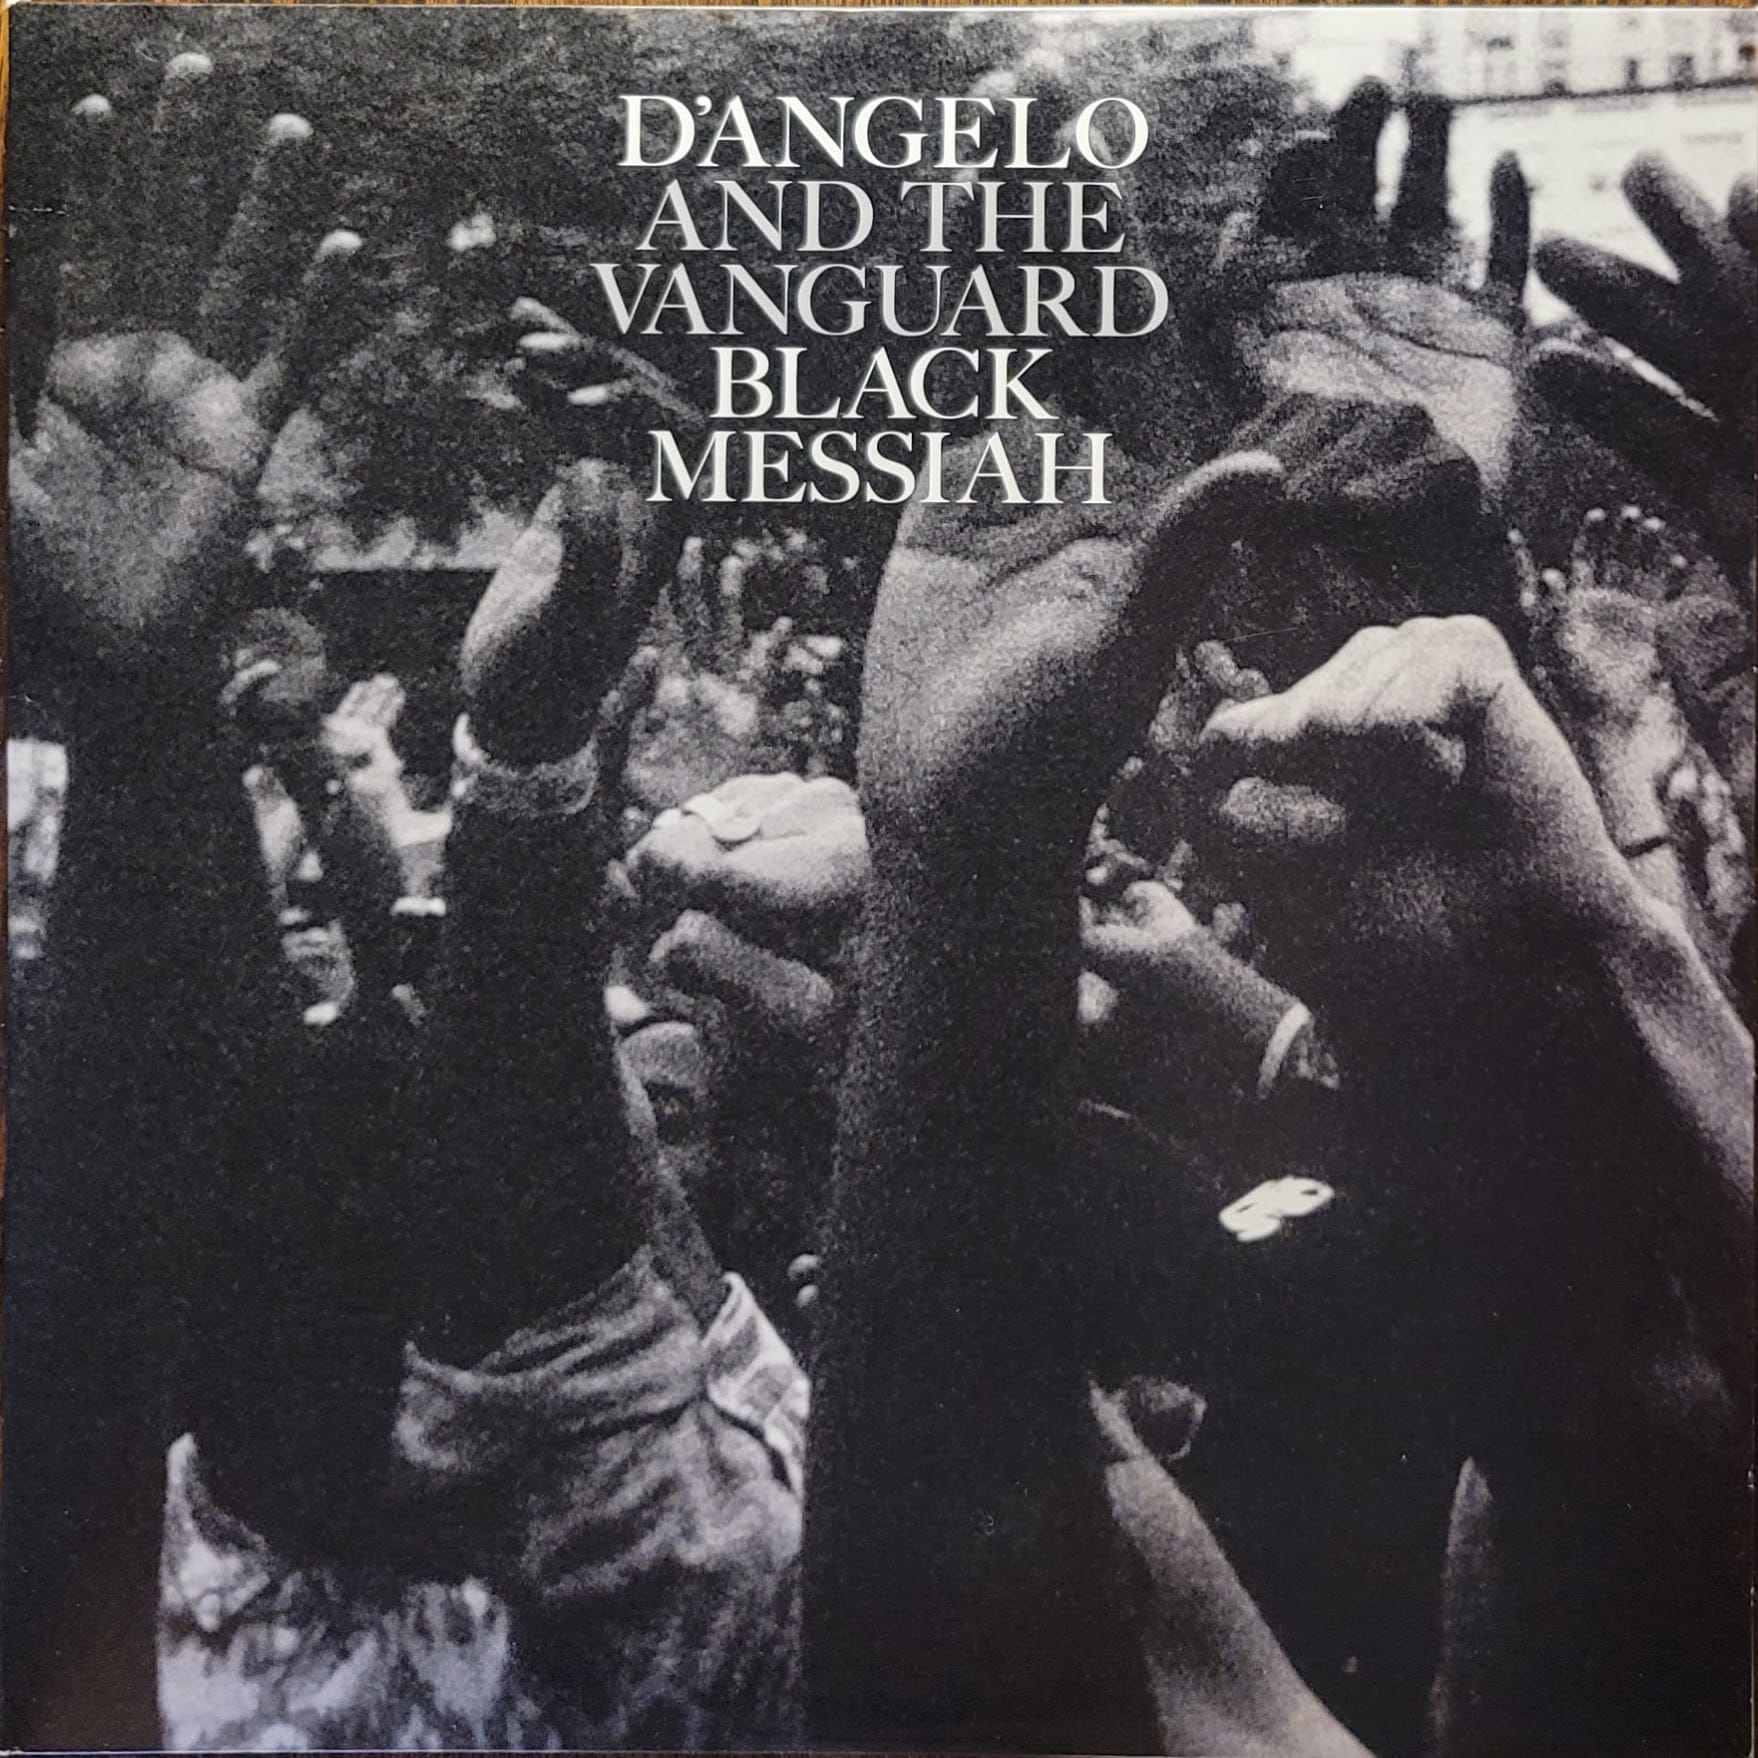 D'ANGELO
AND THE
VANGUARD
BLACK
MESSIAH